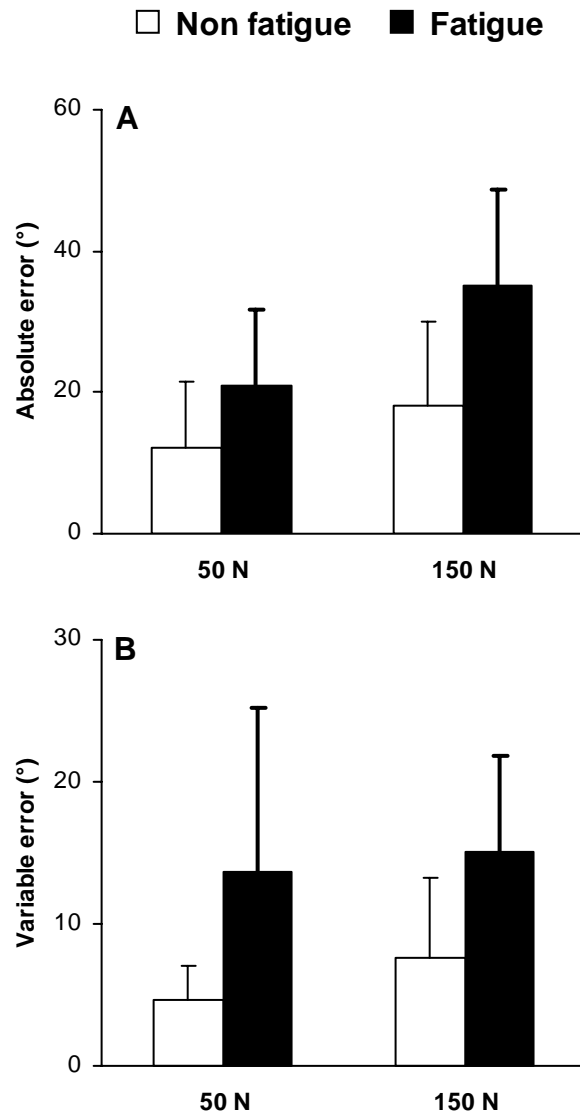 Non fatigue Fatigue
A
60
40
20
0
Absolute error (°)
50 N 150 N
B
30
20
10
0
Variable error (°)
50 N 150 N